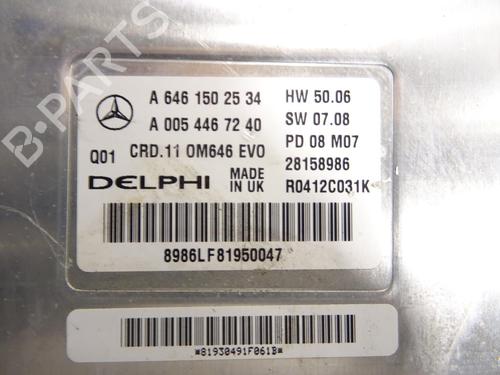 A 646 150 25 34 HW 50.06
A 005 446 72 40 SW 07.08
Q01 CRD.11 OM646 EVO PD 08 M07
DELPHI MADE IN UK 28158986
R0412C031K
8986LF81950047
*81930491F061B*